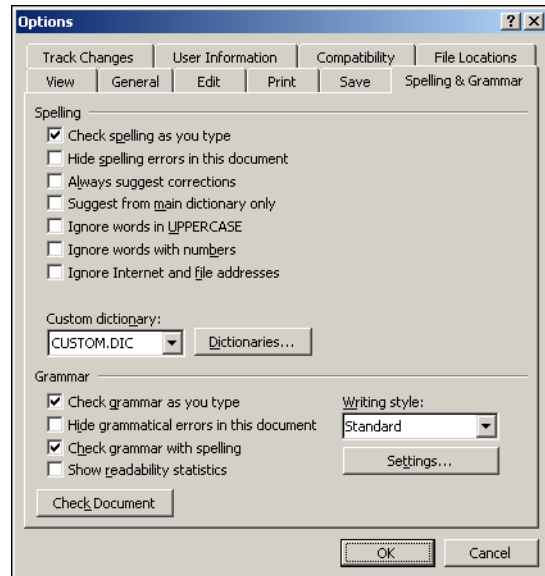 Options
Track Changes User Information Compatibility File Locations
View General Edit Print Save Spelling & Grammar
Spelling
Check spelling as you type
Hide spelling errors in this document
Always suggest corrections
Suggest from main dictionary only
Ignore words in UPPERCASE
Ignore words with numbers
Ignore Internet and file addresses
Custom dictionary:
CUSTOM.DIC Dictionaries...
Grammar
Check grammar as you type Writing style:
Hide grammatical errors in this document Standard
Check grammar with spelling Settings...
Show readability statistics
Check Document
OK Cancel